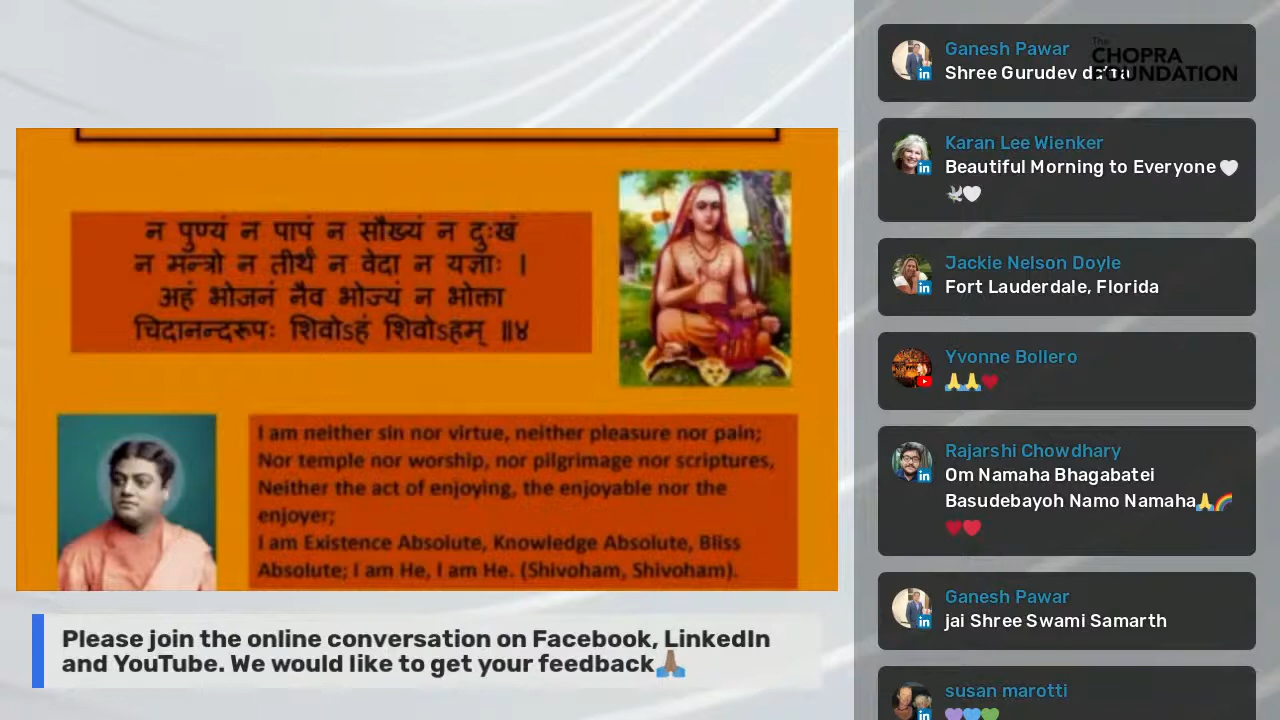 न पुण्यं न पापं न सौख्यं न दुःखं
न मन्त्रो न तीर्थं न वेदा न यज्ञाः ।
अहं भोजनं नैव भोज्यं न भोक्ता
चिदानन्दरूपः शिवोऽहं शिवोऽहम् ॥४
I am neither sin nor virtue, neither pleasure nor pain;
Nor temple nor worship, nor pilgrimage nor scriptures,
Neither the act of enjoying, the enjoyable nor the
enjoyer;
I am Existence Absolute, Knowledge Absolute, Bliss
Absolute; I am He, I am He. (Shivoham, Shivoham).
Please join the online conversation on Facebook, LinkedIn
and YouTube. We would like to get your feedback🙏🏽
The
CHOPRA
FOUNDATION
Ganesh Pawar
Shree Gurudev
Karan Lee Wienker
Beautiful Morning to Everyone🤍
🕊️🤍
Jackie Nelson Doyle
Fort Lauderdale, Florida
Yvonne Bollero
🙏🙏♥️
Rajarshi Chowdhary
Om Namaha Bhagabatei
Basudebayoh Namo Namaha🙏🌈
♥️❤️
Ganesh Pawar
jai Shree Swami Samarth
susan marotti
💜💙💚